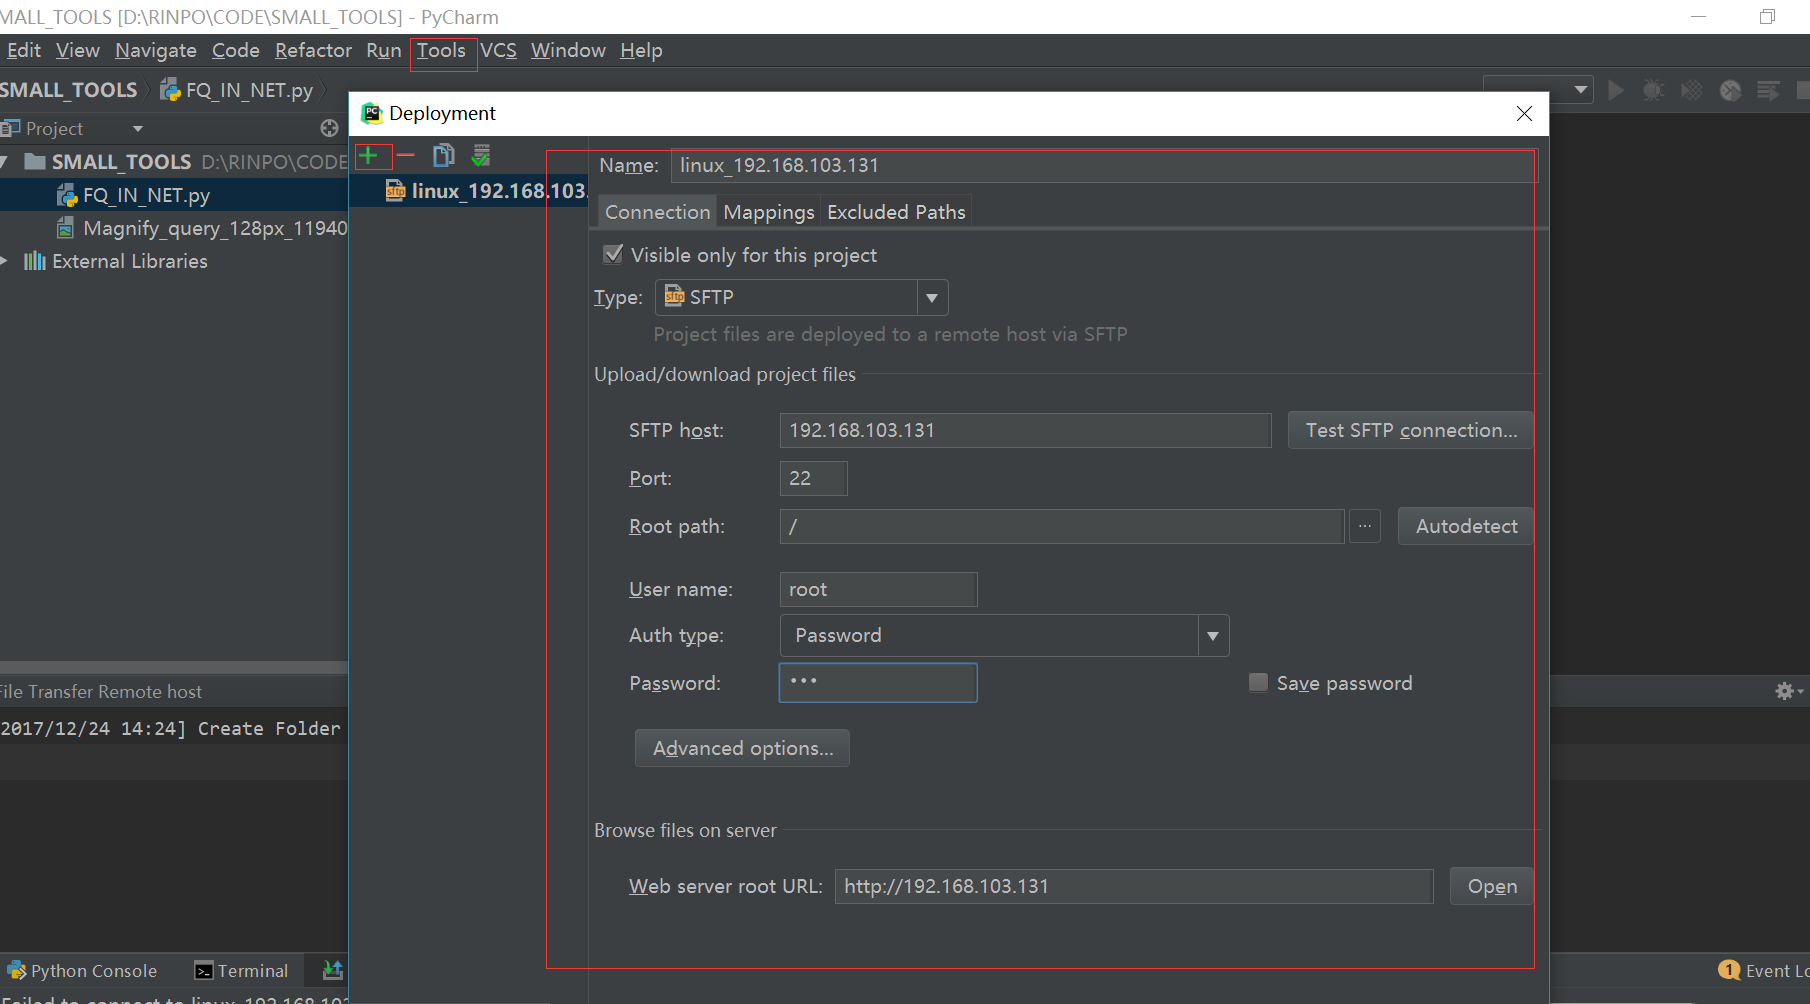 MALL_TOOLS [D:\RINPO\CODE\SMALL_TOOLS] - PyCharm
Edit View Navigate Code Refactor Run Tools VCS Window Help
SMALL_TOOLS FQ_IN_NET.py
Deployment
Project
SMALL_TOOLS D:\RINPO\CODE
FQ_IN_NET.py
Magnify_query_128px_11940
External Libraries
linux_192.168.103.
Name: linux_192.168.103.131
Connection Mappings Excluded Paths
Visible only for this project
Type: SFTP
Project files are deployed to a remote host via SFTP
Upload/download project files
SFTP host: 192.168.103.131 Test SFTP connection...
Port: 22
Root path: / ... Autodetect
User name: root
Auth type: Password
Password: ••• Save password
Advanced options...
Browse files on server
Web server root URL: http://192.168.103.131 Open
File Transfer Remote host
2017/12/24 14:24] Create Folder
Python Console Terminal
1 Event Lo
Failed to connect to linux_192.168.103